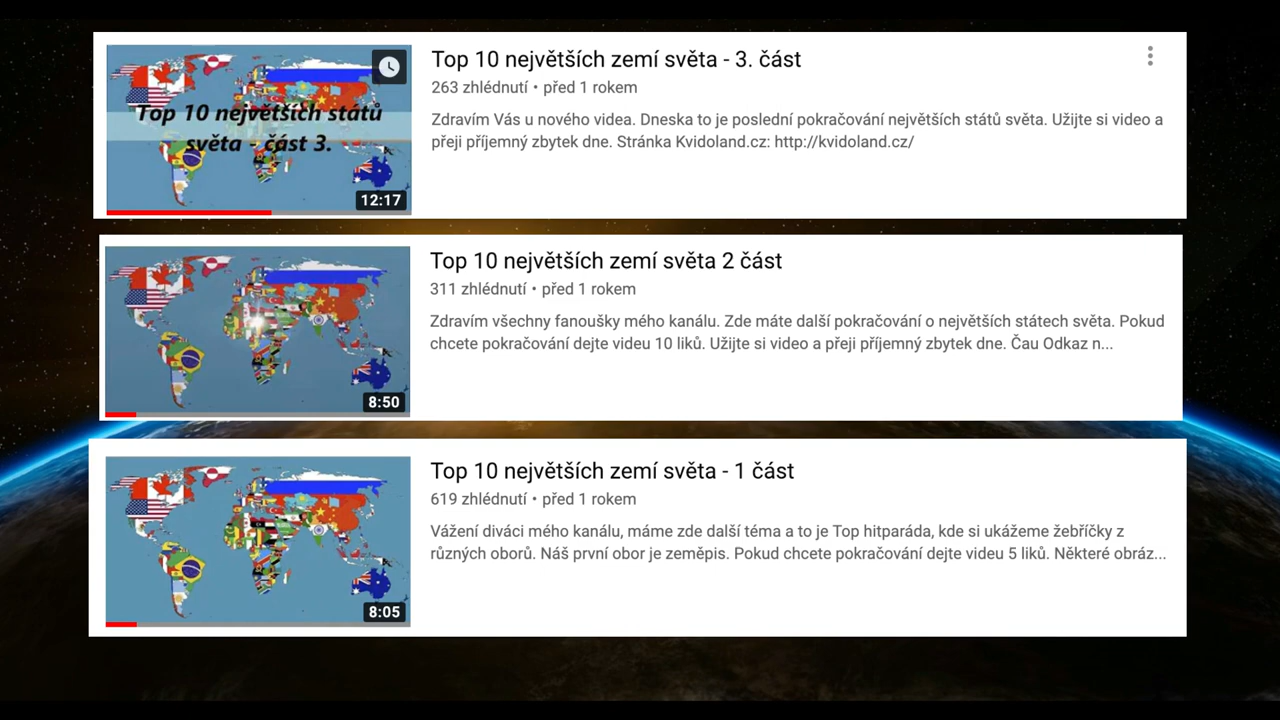 Top 10 největších států
světa - část 3.
12:17
Top 10 největších zemí světa - 3. část
263 zhlédnutí • před 1 rokem
Zdravím Vás u nového videa. Dneska to je poslední pokračování největších států světa. Užijte si video a
přeji příjemný zbytek dne. Stránka Kvidoland.cz: http://kvidoland.cz/
8:50
Top 10 největších zemí světa 2 část
311 zhlédnutí • před 1 rokem
Zdravím všechny fanoušky mého kanálu. Zde máte další pokračování o největších státech světa. Pokud
chcete pokračování dejte videu 10 liků. Užijte si video a přeji příjemný zbytek dne. Čau Odkaz n...
8:05
Top 10 největších zemí světa - 1 část
619 zhlédnutí • před 1 rokem
Vážení diváci mého kanálu, máme zde další téma a to je Top hitparáda, kde si ukážeme žebříčky z
různých oborů. Náš první obor je zeměpis. Pokud chcete pokračování dejte videu 5 liků. Některé obráz...